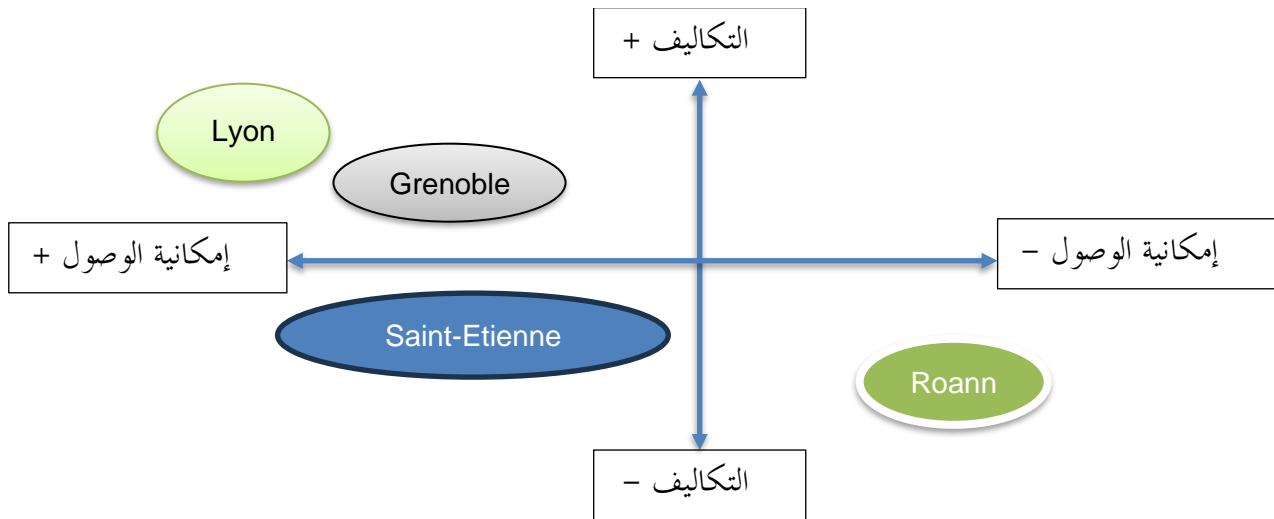 التكاليف +
Lyon
Grenoble
إمكانية الوصول +
إمكانية الوصول –
Saint-Etienne
Roann
التكاليف –